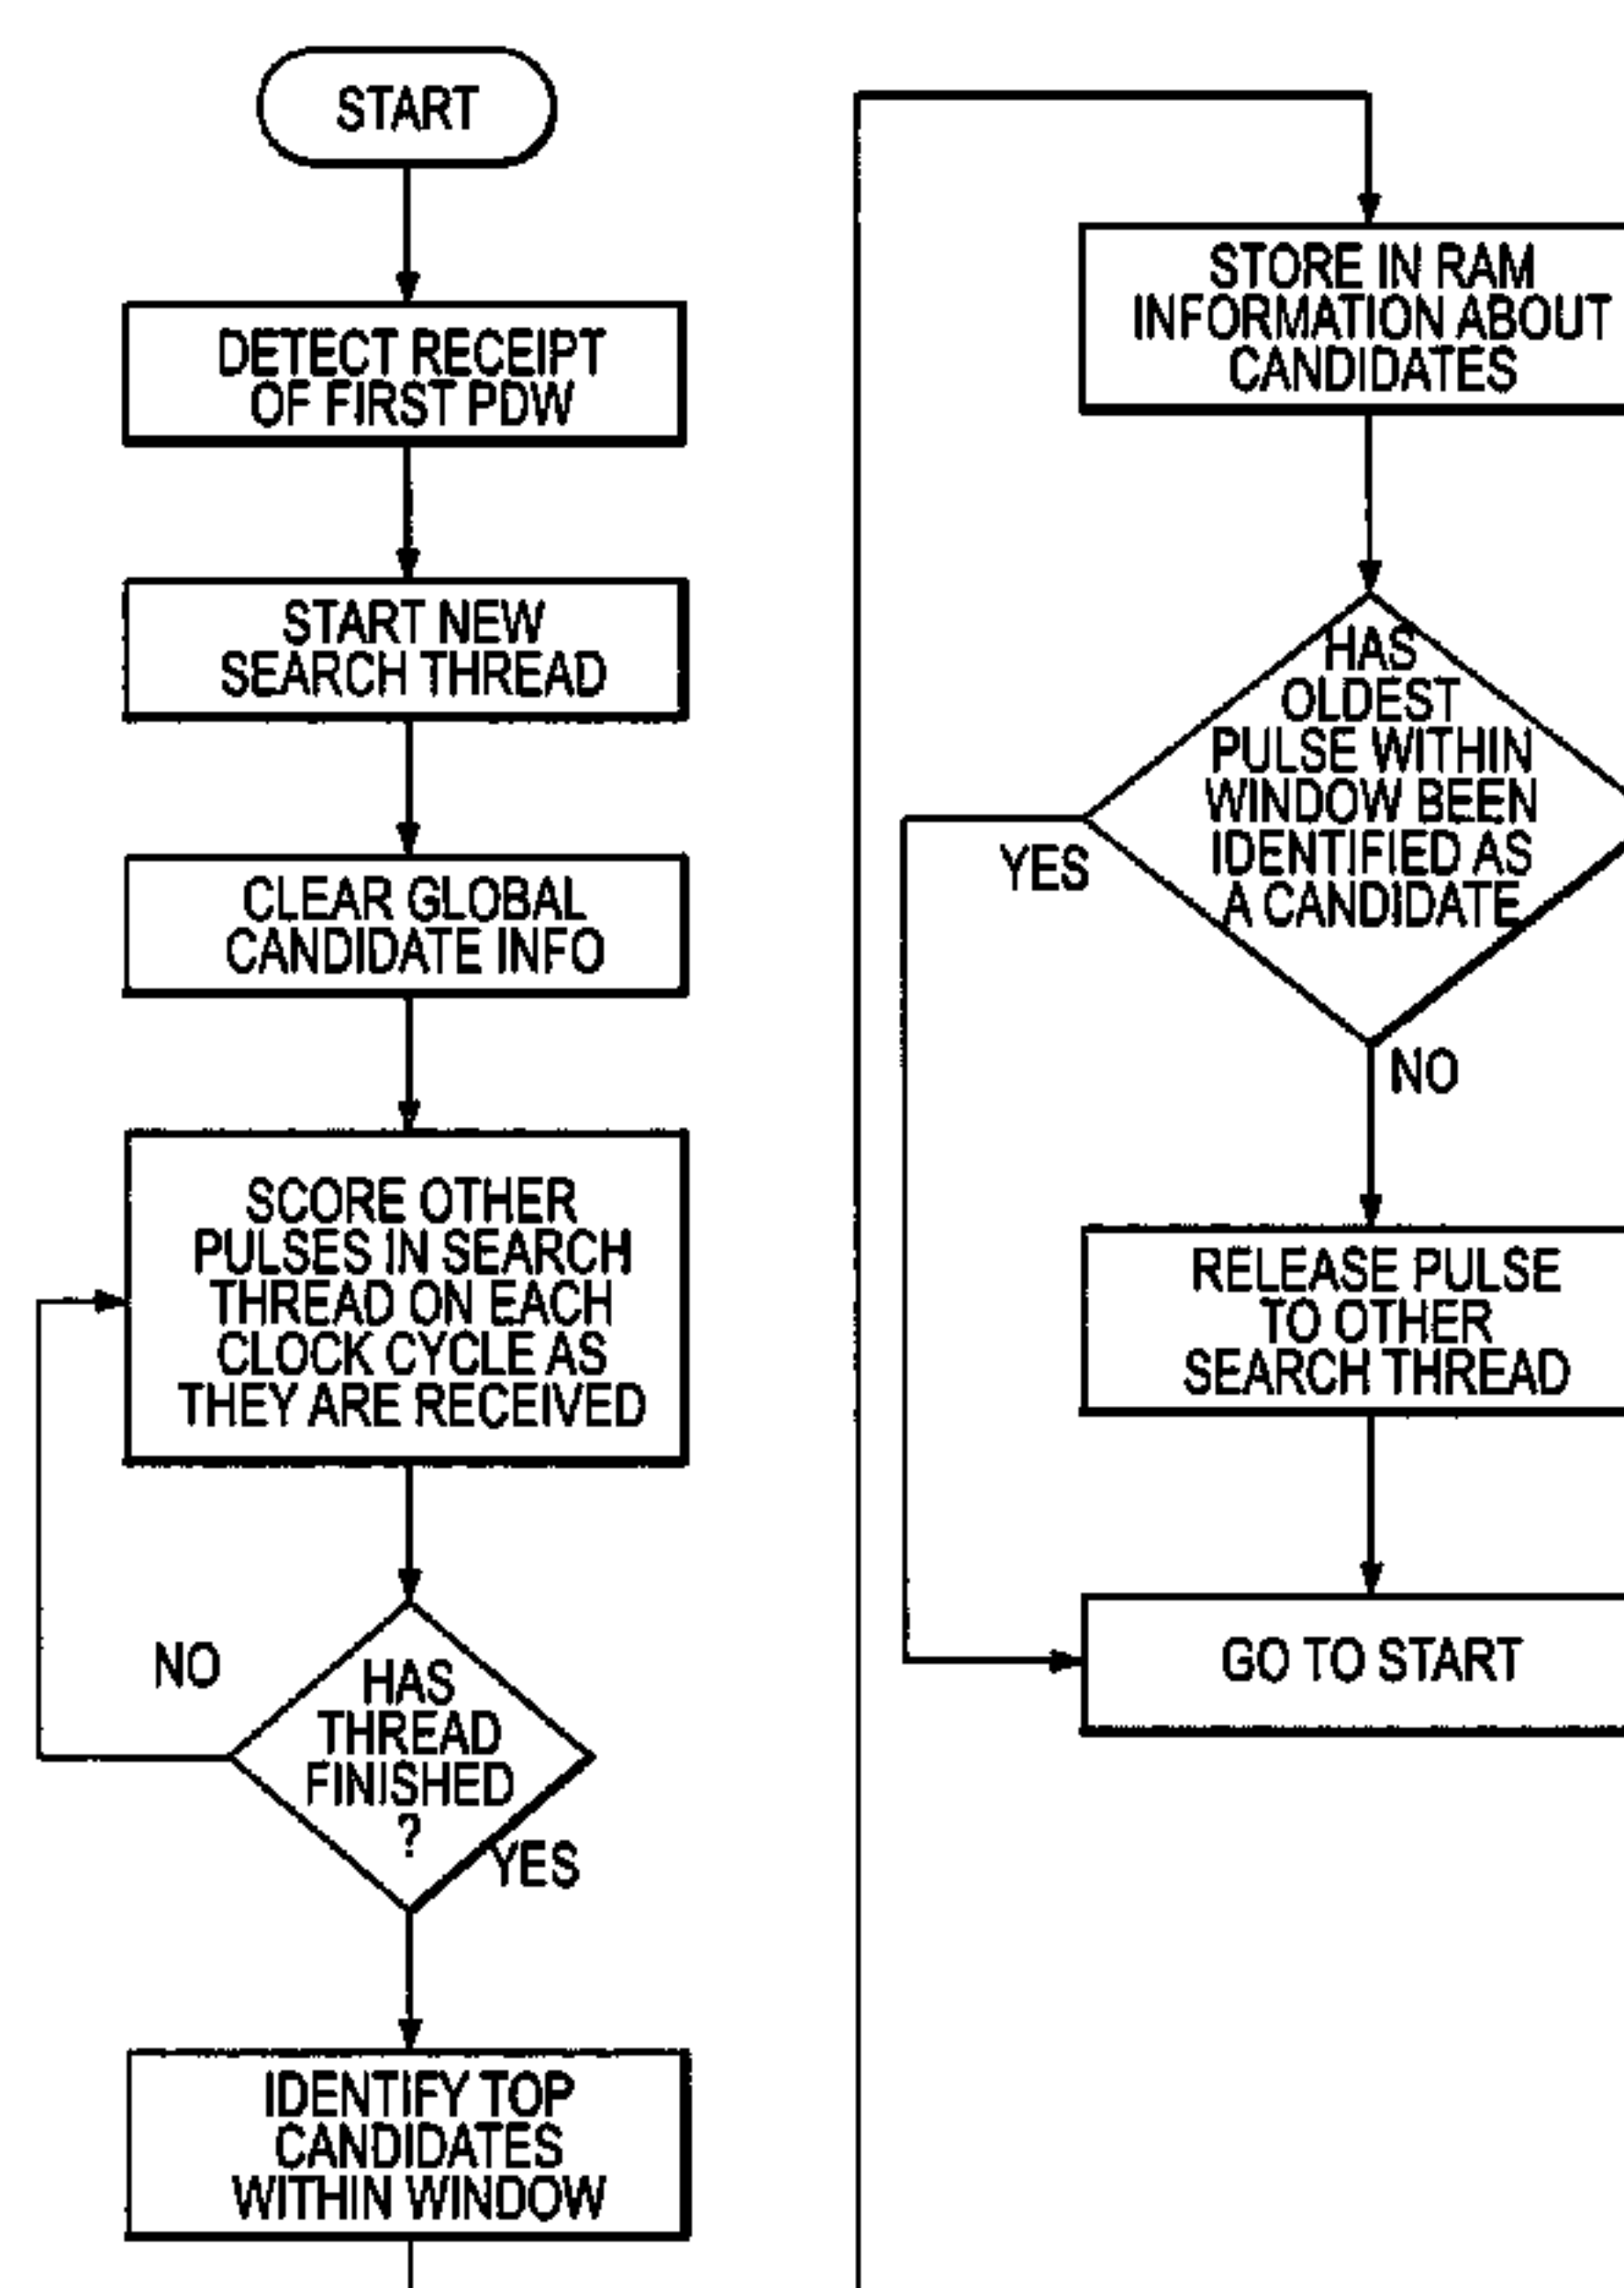 START
DETECT RECEIPT
OF FIRST PDW
START NEW
SEARCH THREAD
CLEAR GLOBAL
CANDIDATE INFO
SCORE OTHER
PULSES IN SEARCH
THREAD ON EACH
CLOCK CYCLE AS
THEY ARE RECEIVED
NO
HAS
THREAD
FINISHED
?
YES
IDENTIFY TOP
CANDIDATES
WITHIN WINDOW
STORE IN RAM
INFORMATION ABOUT
CANDIDATES
HAS
OLDEST
PULSE WITHIN
WINDOW BEEN
IDENTIFIED AS
A CANDIDATE
YES
NO
RELEASE PULSE
TO OTHER
SEARCH THREAD
GO TO START